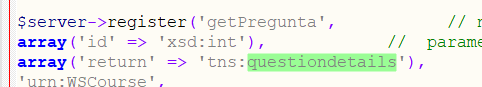 $server->register('getPregunta', //
array('id' => 'xsd:int'), // parame
array('return' => 'tns:questiondetails'),
'urn:WSCourse',